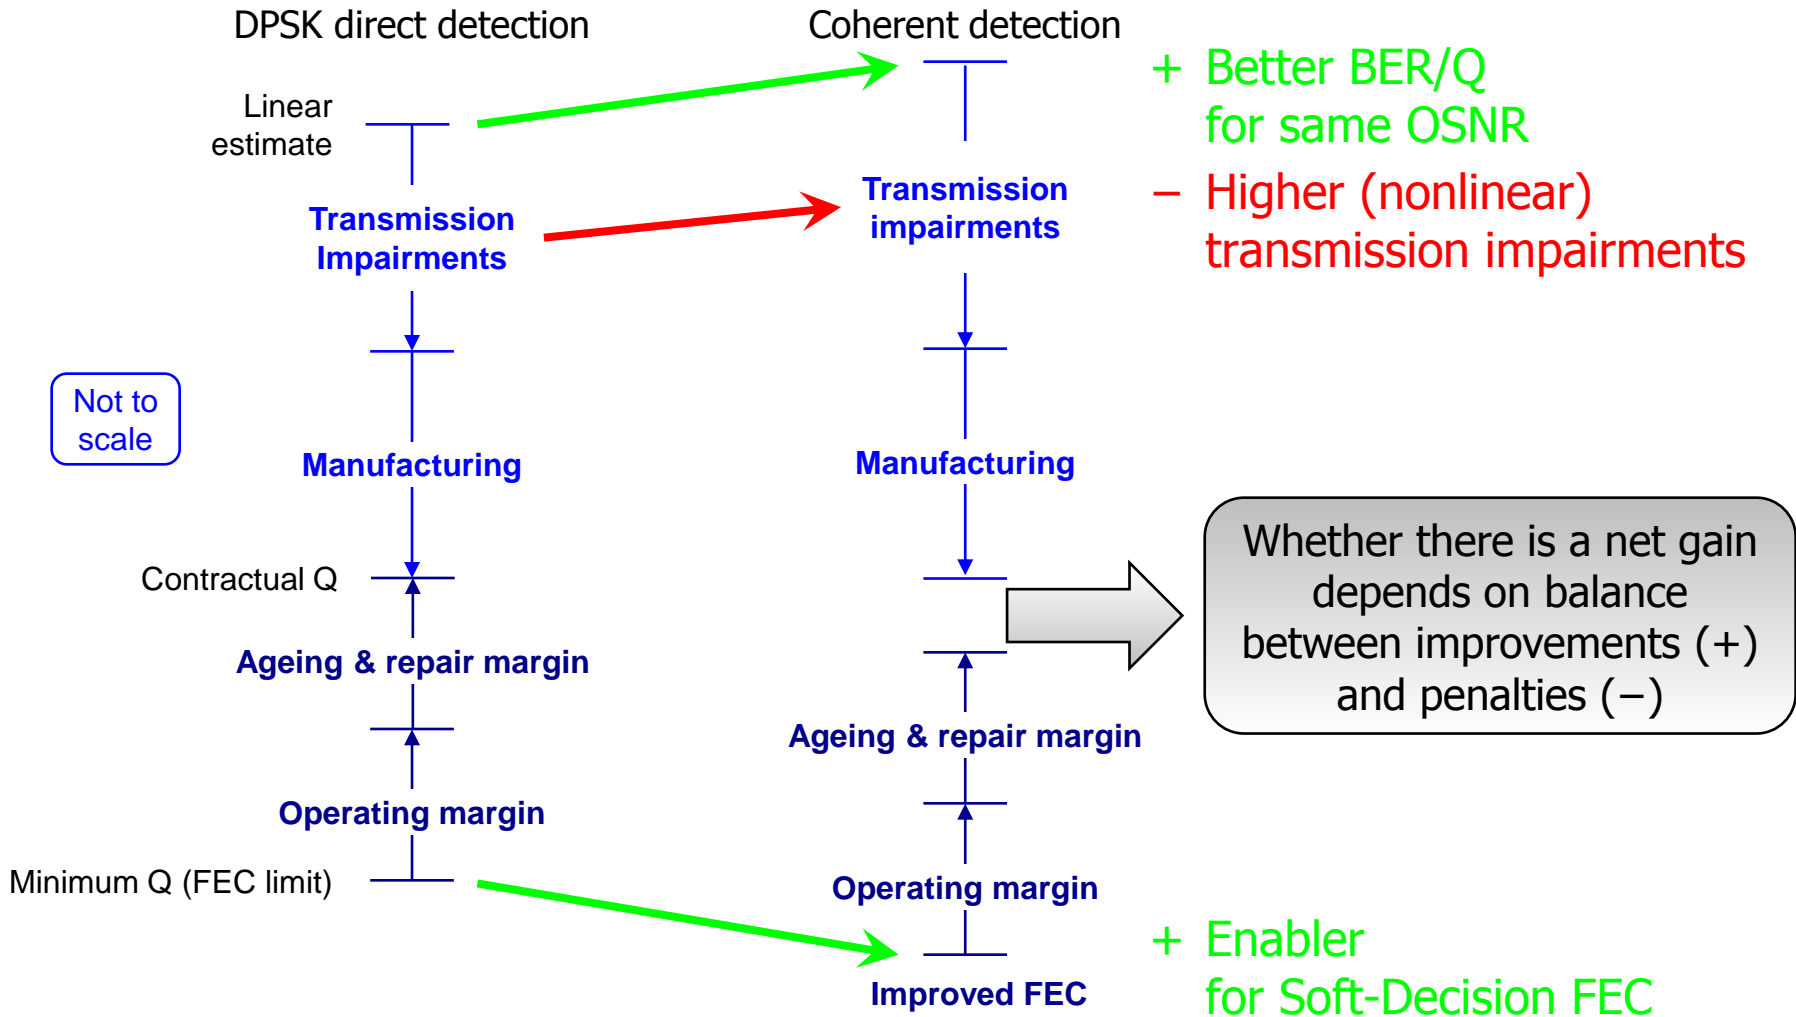 DPSK direct detection
Coherent detection
Linear
estimate
Transmission
Impairments
Not to
scale
Manufacturing
Contractual Q
Ageing & repair margin
Operating margin
Minimum Q (FEC limit)
Transmission
impairments
Manufacturing
Ageing & repair margin
Operating margin
Improved FEC
+ Better BER/Q
for same OSNR
− Higher (nonlinear)
transmission impairments
Whether there is a net gain
depends on balance
between improvements (+)
and penalties (−)
+ Enabler
for Soft-Decision FEC